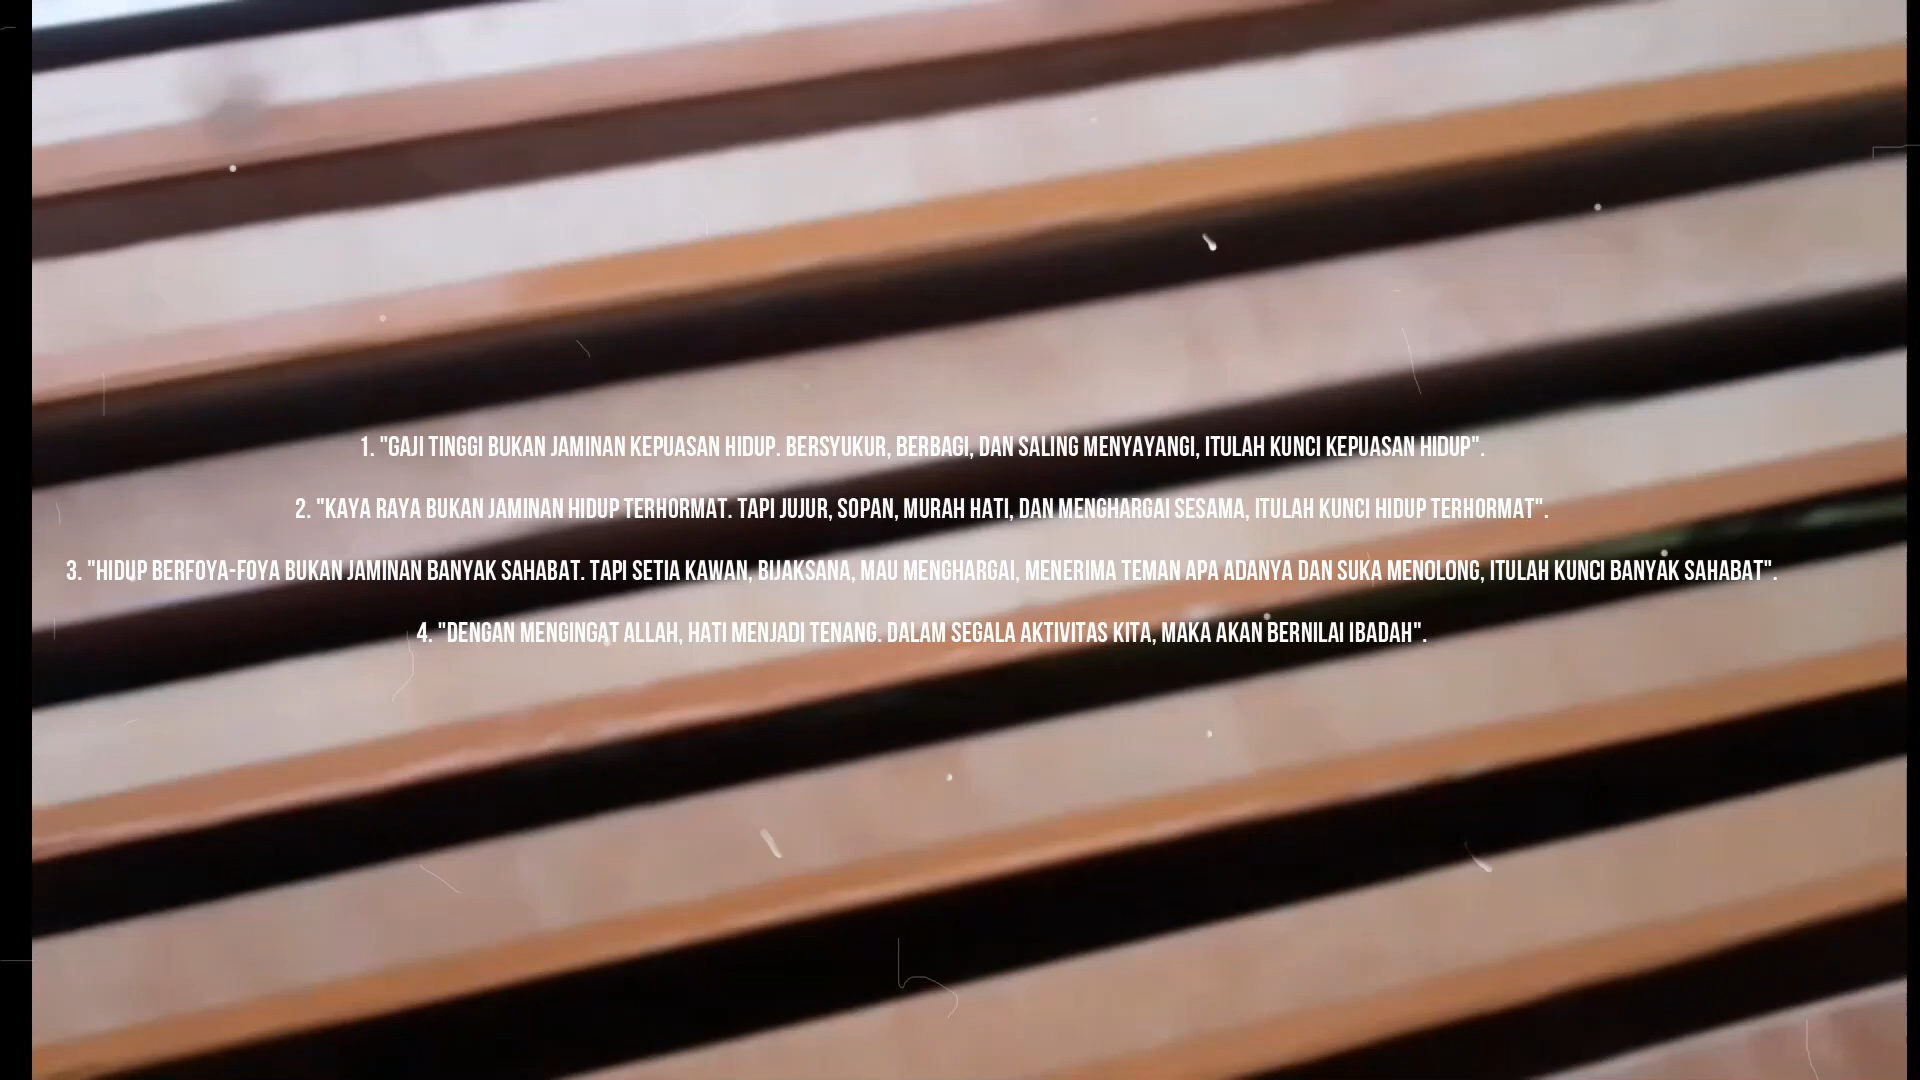 1. "GAJI TINGGI BUKAN JAMINAN KEPUASAN HIDUP. BERSYUKUR, BERBAGI, DAN SALING MENYAYANGI, ITULAH KUNCI KEPUASAN HIDUP".
2. "KAYA RAYA BUKAN JAMINAN HIDUP TERHORMAT. TAPI JUJUR, SOPAN, MURAH HATI, DAN MENGHARGAI SESAMA, ITULAH KUNCI HIDUP TERHORMAT".
3. "HIDUP BERFOYA-FOYA BUKAN JAMINAN BANYAK SAHABAT. TAPI SETIA KAWAN, BIJAKSANA, MAU MENGHARGAI, MENERIMA TEMAN APA ADANYA DAN SUKA MENOLONG, ITULAH KUNCI BANYAK SAHABAT".
4. "DENGAN MENGINGAT ALLAH, HATI MENJADI TENANG. DALAM SEGALA AKTIVITAS KITA, MAKA AKAN BERNILAI IBADAH".